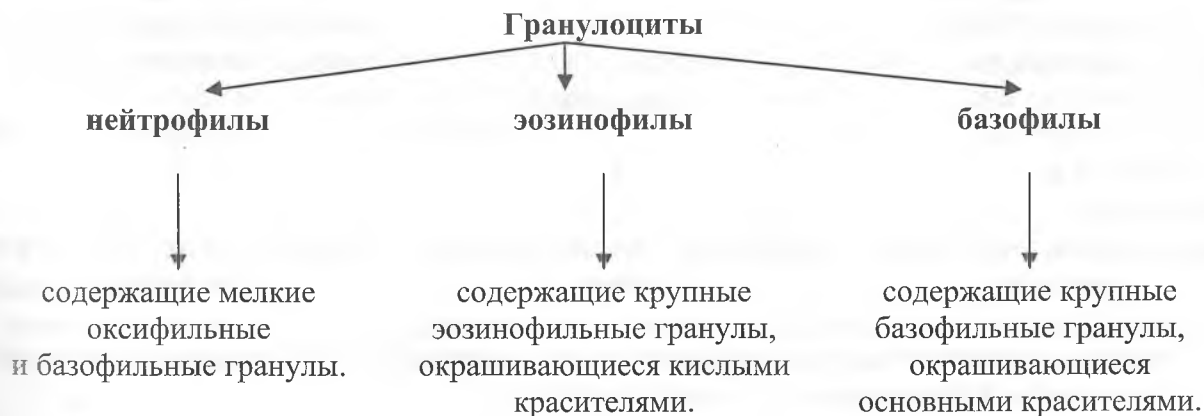 Гранулоциты
нейтрофилы
эозинофилы
базофилы
содержащие мелкие
оксифильные
и базофильные гранулы.
содержащие крупные
эозинофильные гранулы,
окрашивающиеся кислыми
красителями.
содержащие крупные
базофильные гранулы,
окрашивающиеся
основными красителями.